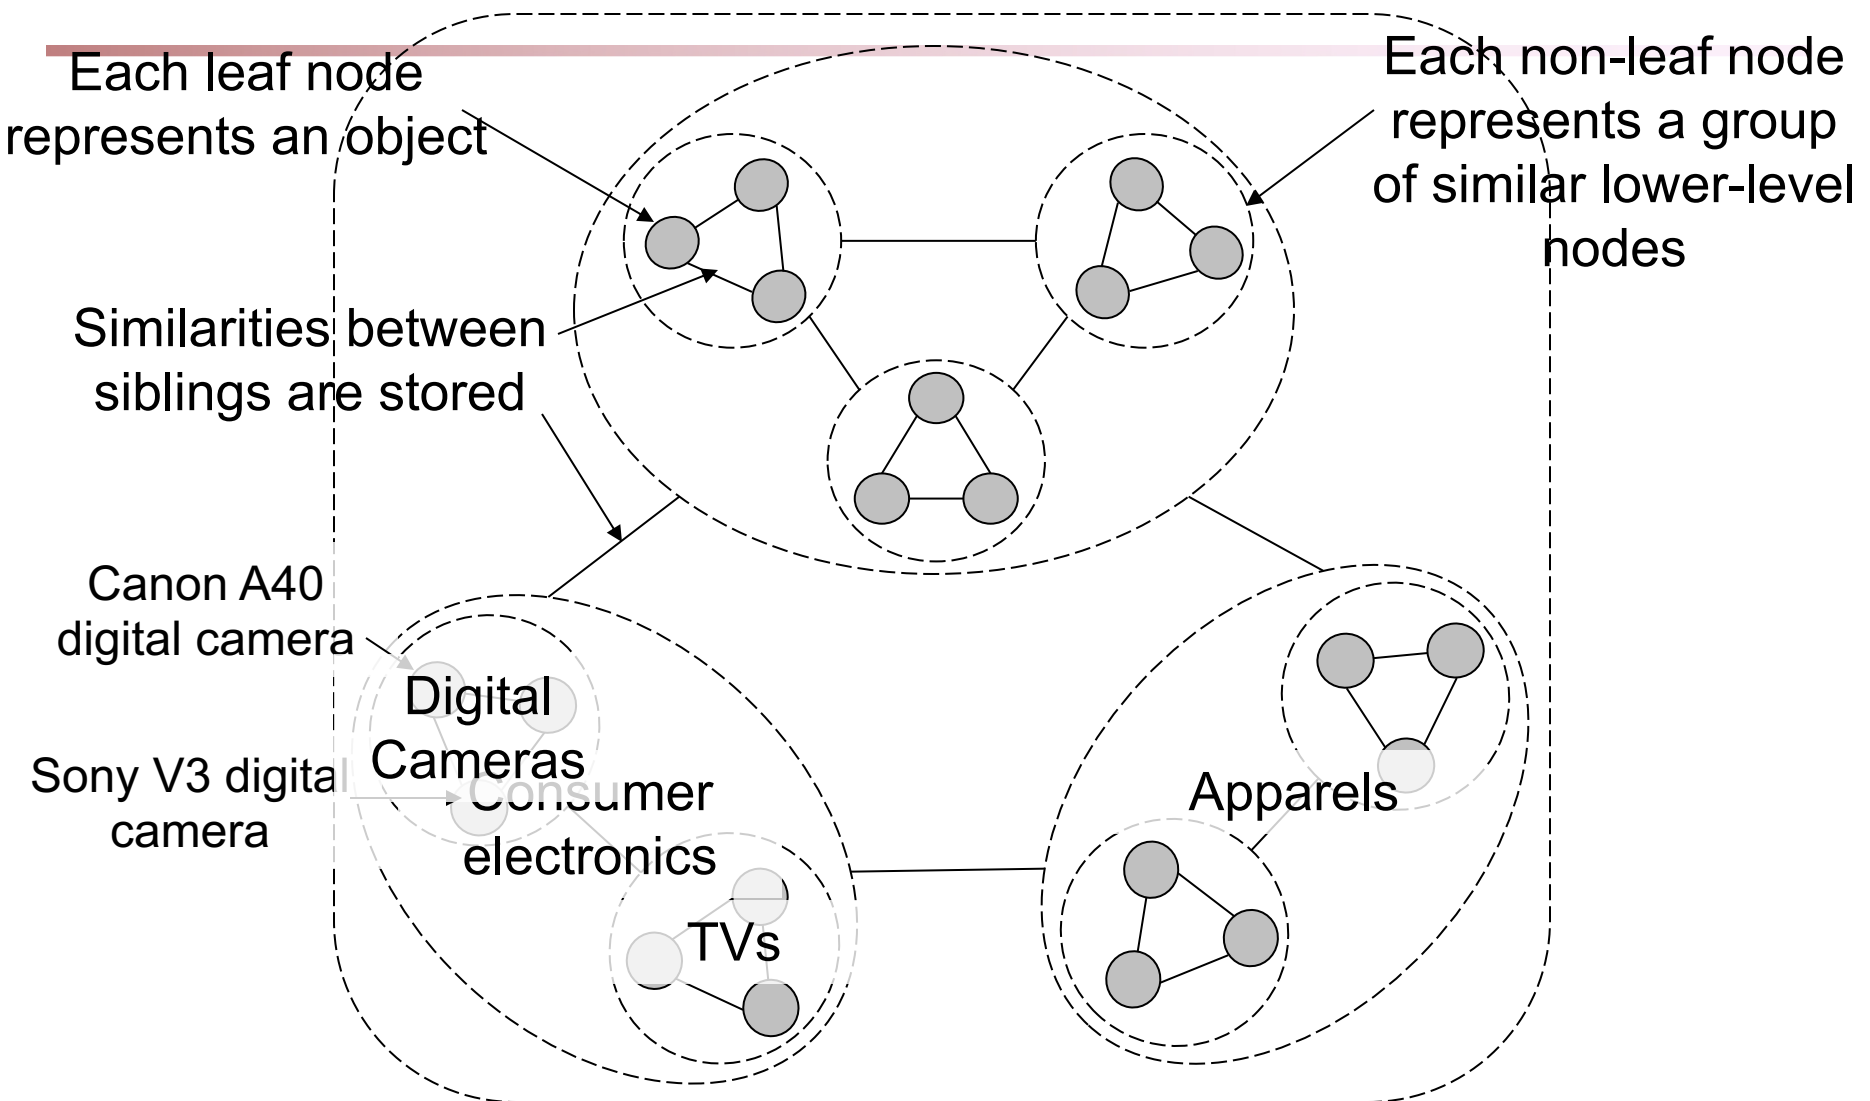 Each leaf node
represents an object
Each non-leaf node
represents a group
of similar lower-level
nodes
Similarities between
siblings are stored
Canon A40
digital camera
Digital
Cameras
Sony V3 digital
camera
Consumer
electronics
Apparels
TVs